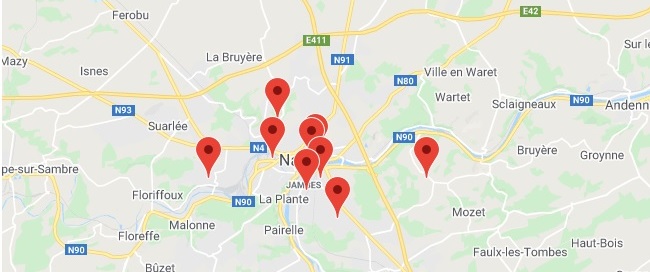 Ferobu
E42
E411
La Bruyère
N91
Sur le
Mazy
Isnes
Ville en Waret
N80
Wartet
N93
Sclaigneaux
N90
Andenn
Suarlée
N4
N90
Bruyère
Groynne
Na
pe-sur-Sambre
JAMBES
Floriffoux
N90
La Plante
Mozet
Malonne
Pairelle
Floreffe
N90
Haut-Bois
Faulx-les-Tombes
Bûzet